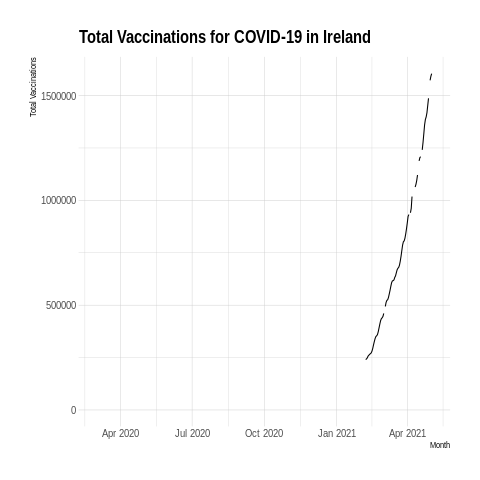 Total Vaccinations for COVID-19 in Ireland
Total Vaccinations
1500000
1000000
500000
0
Apr 2020 Jul 2020 Oct 2020 Jan 2021 Apr 2021
Month